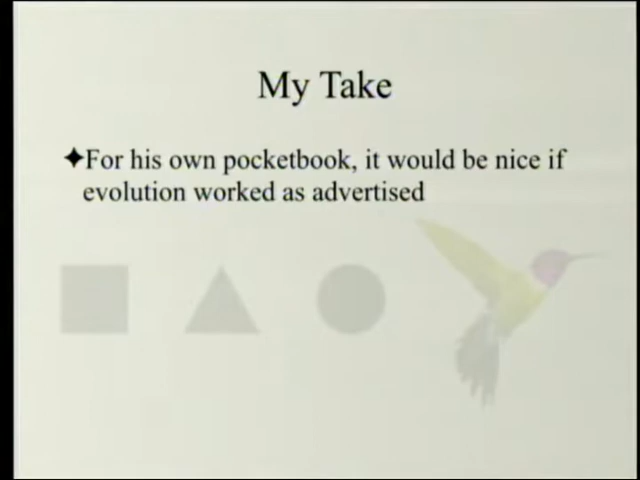 My Take
✦For his own pocketbook, it would be nice if
evolution worked as advertised